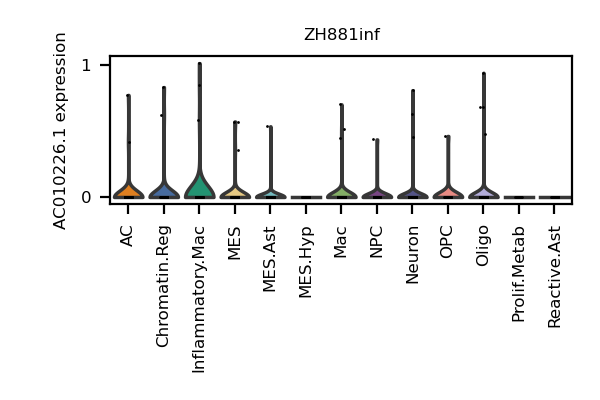 ZH881inf
AC010226.1 expression
1
0
AC
Chromatin.Reg
Inflammatory.Mac
MES
MES.Ast
MES.Hyp
Mac
NPC
Neuron
OPC
Oligo
Prolif.Metab
Reactive.Ast